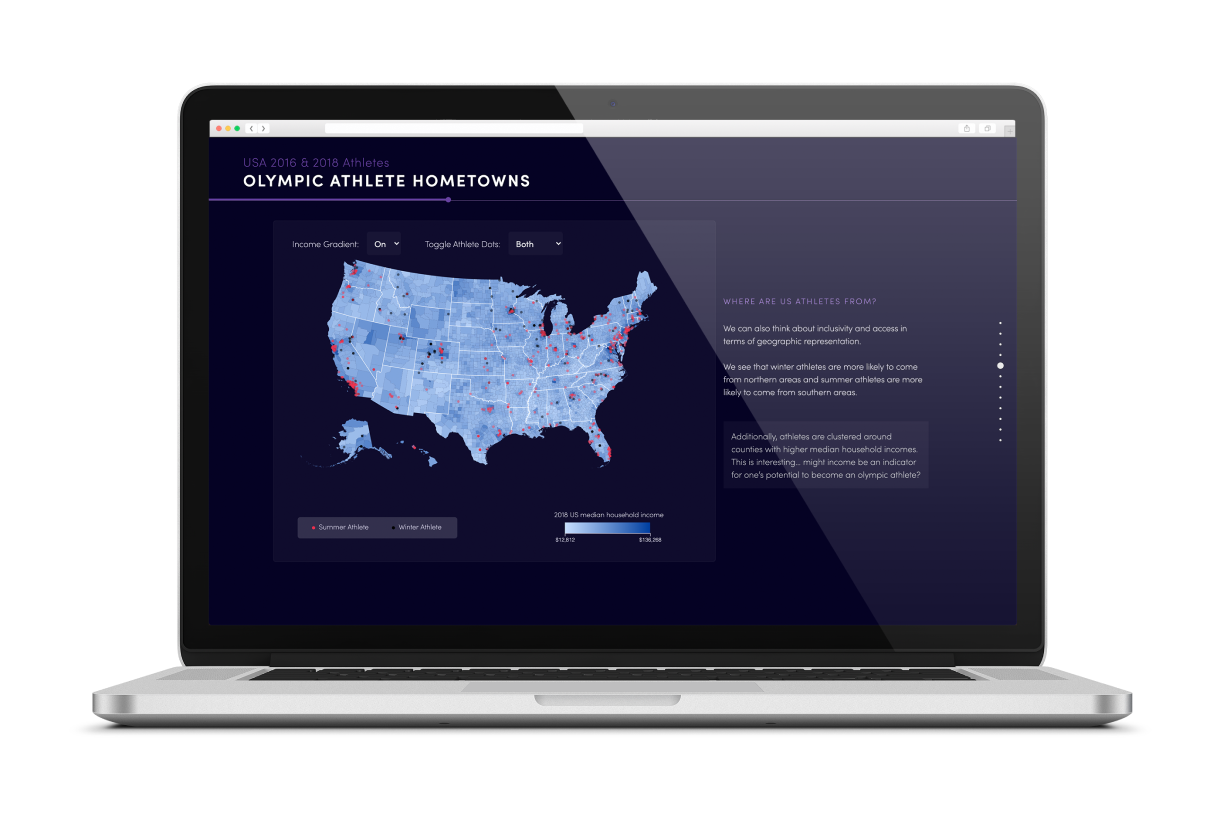 USA 2016 & 2018 Athletes
OLYMPIC ATHLETE HOMETOWNS
Income Gradient: On Toggle Athlete Dots: Both
WHERE ARE US ATHLETES FROM?
We can also think about inclusivity and access in
terms of geographic representation.
We see that winter athletes are more likely to come
from northern areas and summer athletes are more
likely to come from southern areas.
Additionally, athletes are clustered around
counties with higher median household incomes.
This is interesting... might income be an indicator
for one's potential to become an olympic athlete?
2018 US median household income
$12,812 $136,268
Summer Athlete Winter Athlete